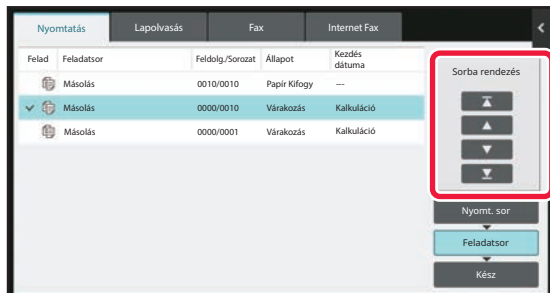 Nyomtatás Lapolvasás Fax Internet Fax
Felad Feladatsor Feldolg./Sorozat Állapot Kezdés dátuma
Másolás 0010/0010 Papír Kifogy ---
Másolás 0000/0010 Várakozás Kalkuláció
Másolás 0000/0001 Várakozás Kalkuláció
Sorba rendezés
Nyomt. sor
Feladatsor
Kész